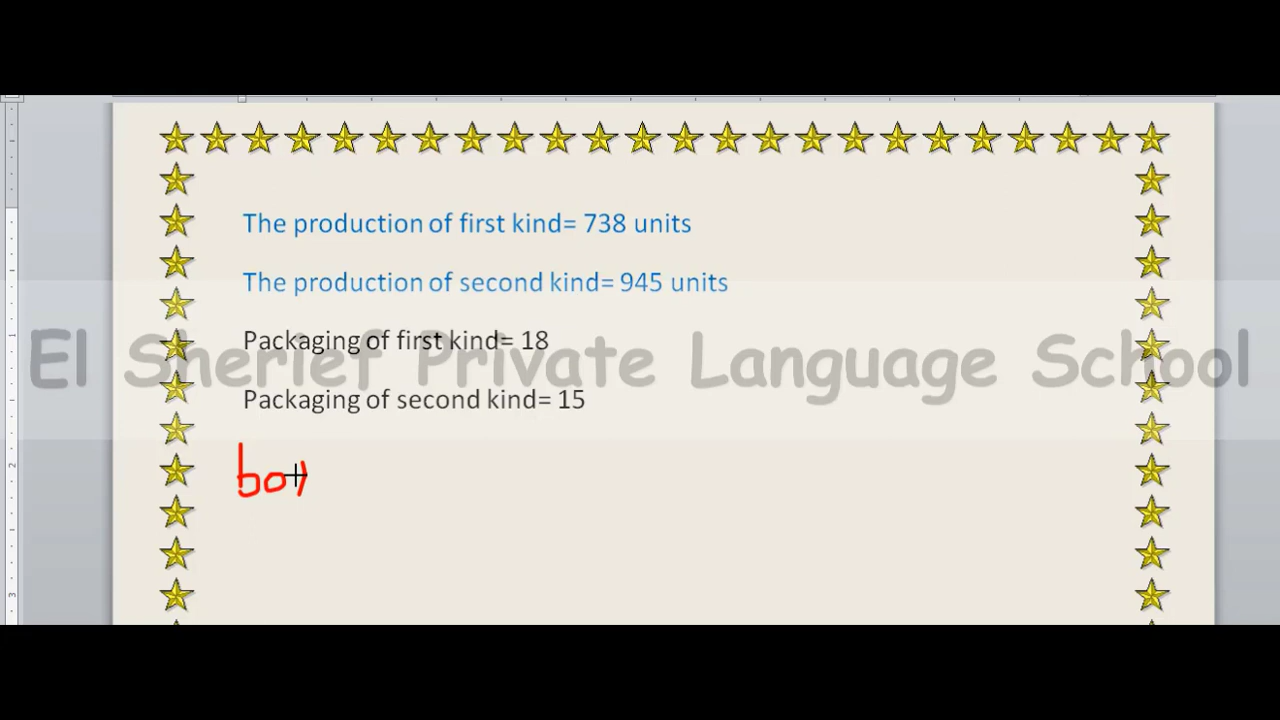 The production of first kind= 738 units
The production of second kind= 945 units
Packaging of first kind= 18
El Sherief Private Language School
Packaging of second kind= 15